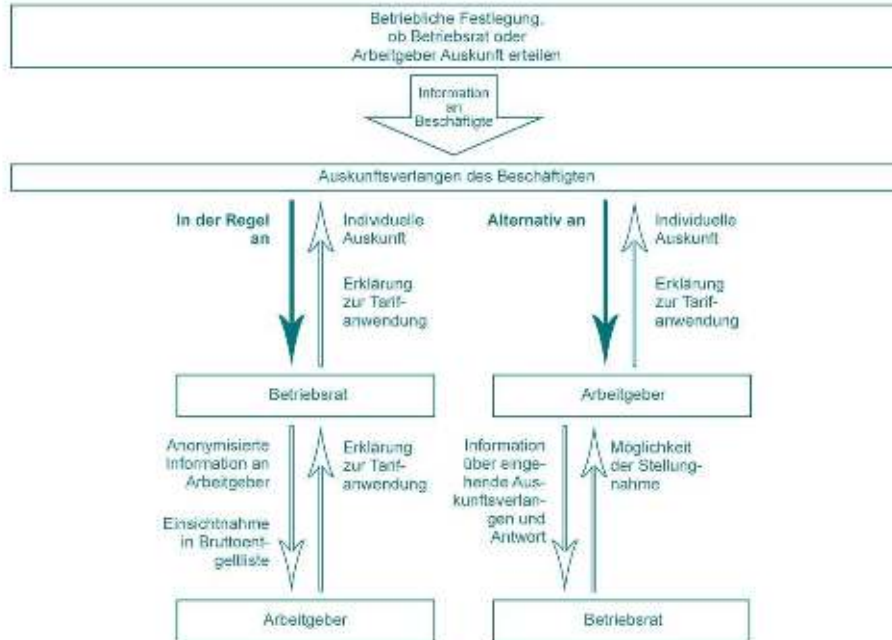 Betriebliche Festlegung,
ob Betriebsrat oder
Arbeitgeber Auskunft erteilen
Information
an
Beschäftigte
Auskunftsverlangen des Beschäftigten
In der Regel
an
Individuelle
Auskunft
Erklärung
zur Tarif-
anwendung
Alternativ an
Individuelle
Auskunft
Erklärung
zur Tarif-
anwendung
Betriebsrat
Arbeitgeber
Anonymisierte
Information an
Arbeitgeber
Einsichtnahme
in Bruttoent-
geltliste
Erklärung
zur Tarif-
anwendung
Information
über einge-
hende Aus-
kunftsverlan-
gen und
Antwort
Möglichkeit
der Stellung-
nahme
Arbeitgeber
Betriebsrat